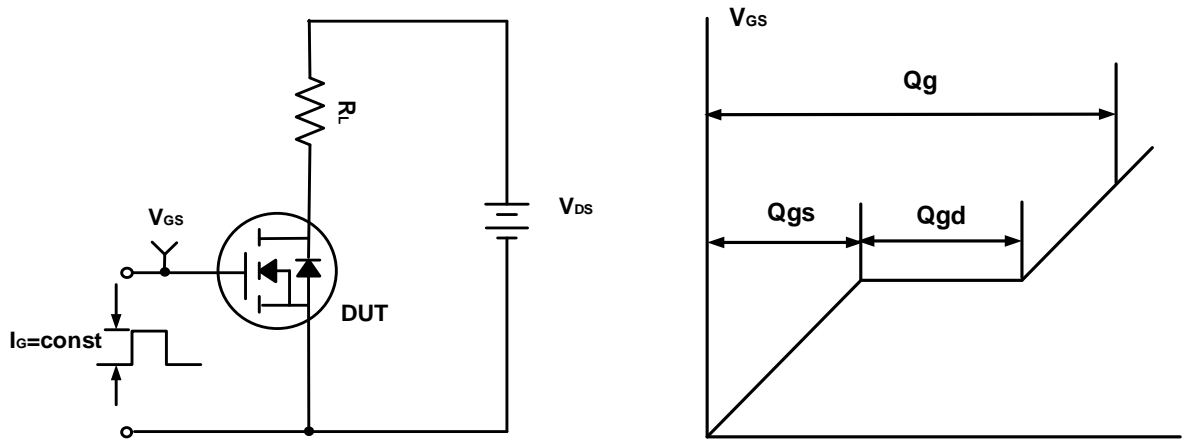 RL
VDS
VGS
DUT
IG=const
VGS
Qg
Qgs
Qgd